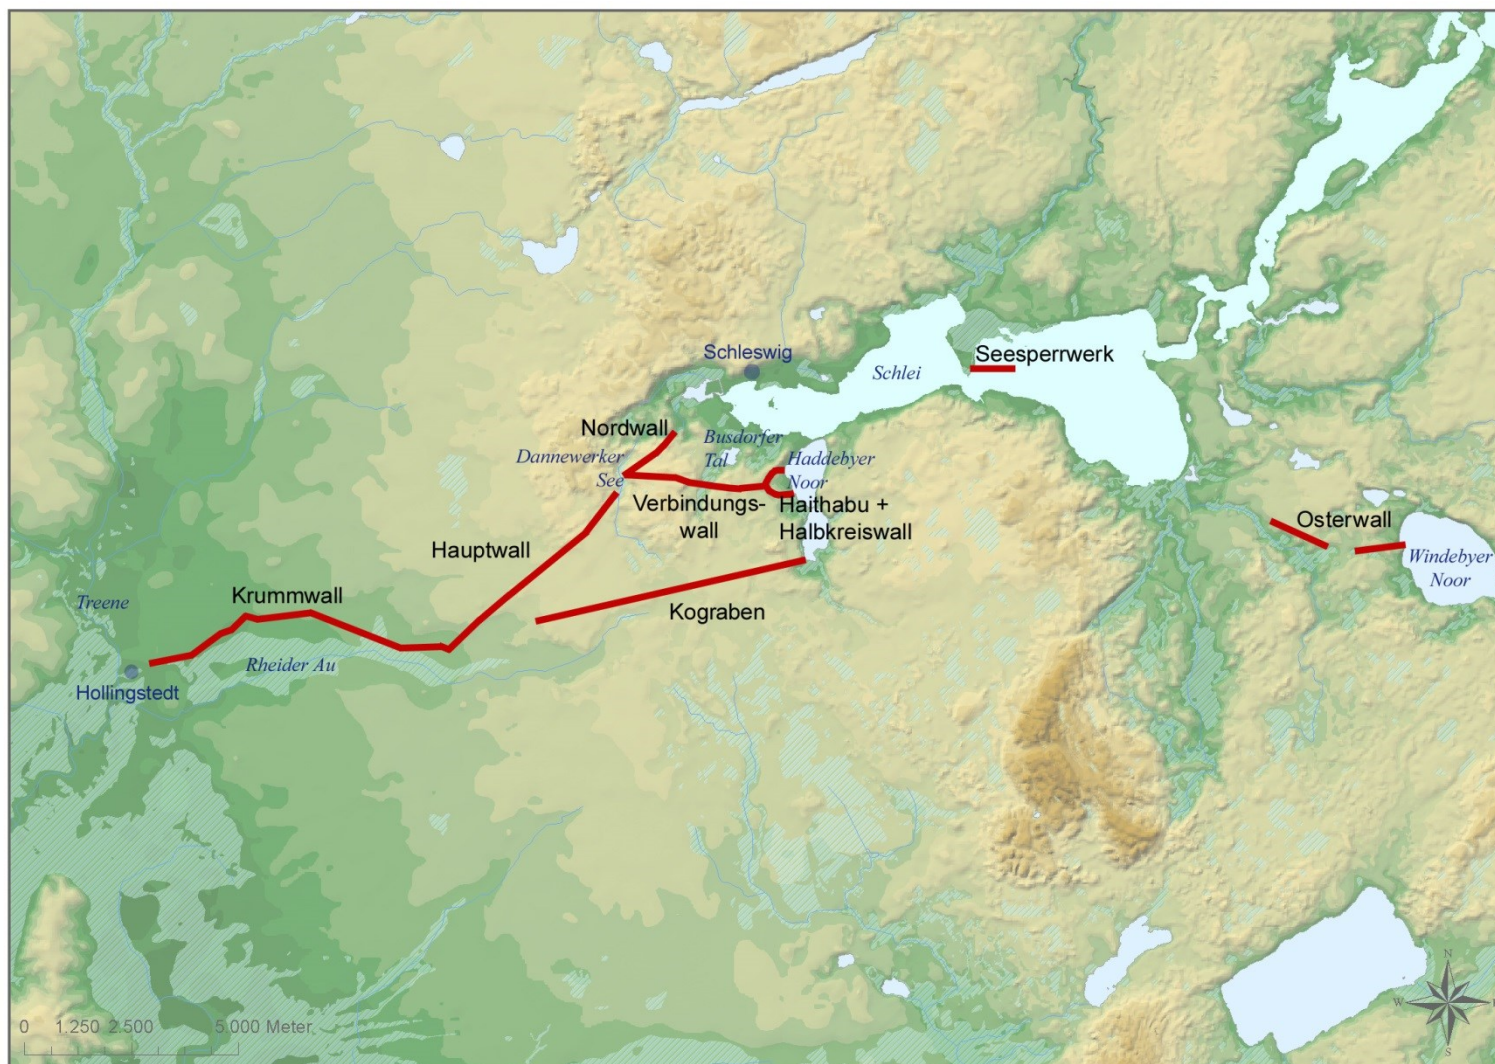 Schleswig
Schlei
Seesperrwerk
Nordwall
Busdorfer
Tal
Dannewerker
See
Haddebyer
Noor
Verbindungs-
wall
Haithabu +
Halbkreiswall
Osterwall
Windebyer
Noor
Hauptwall
Krummwall
Treene
Kograben
Rheider Au
Hollingstedt
0 1.250 2.500 5.000 Meter
N
W
S